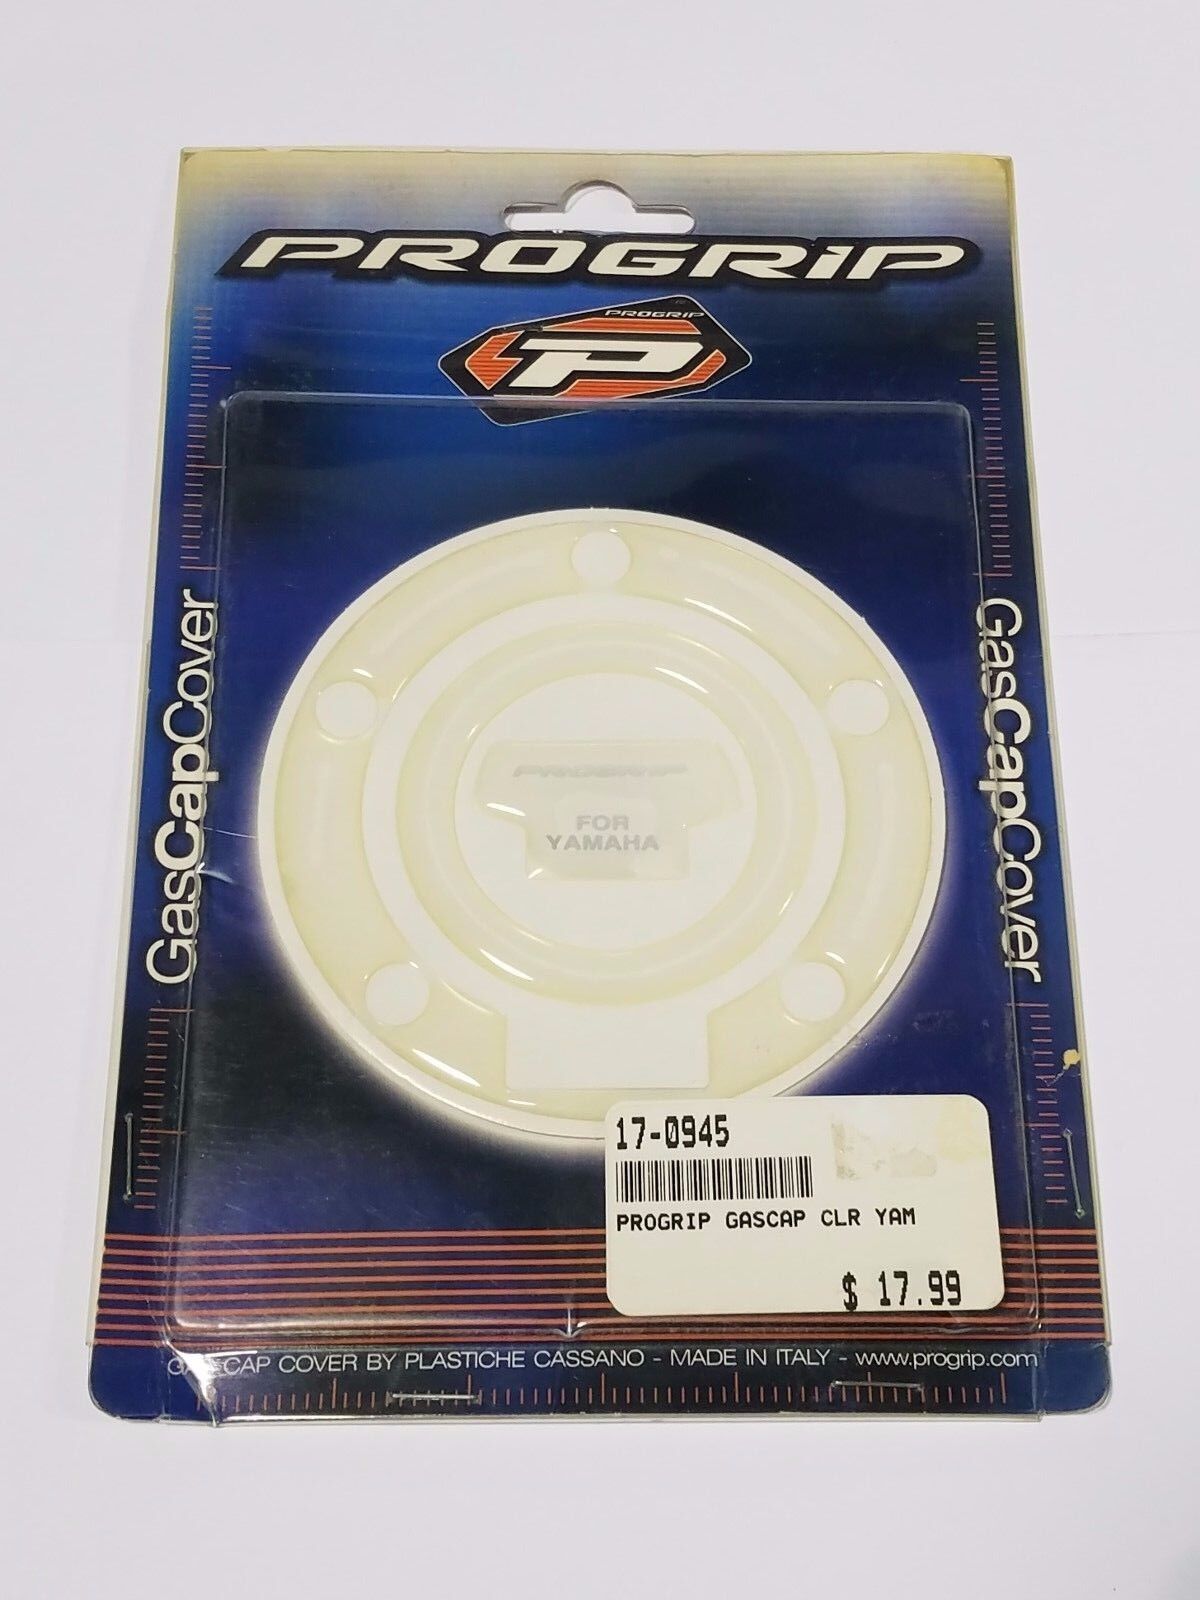 PROGRiP
PROGRIP
P
GasCapCover
GasCapCover
PROGRIP
FOR
YAMAHA
17-0945
PROGRIP GASCAP CLR YAM
$ 17.99
GAS CAP COVER BY PLASTICHE CASSANO - MADE IN ITALY - www.progrip.com